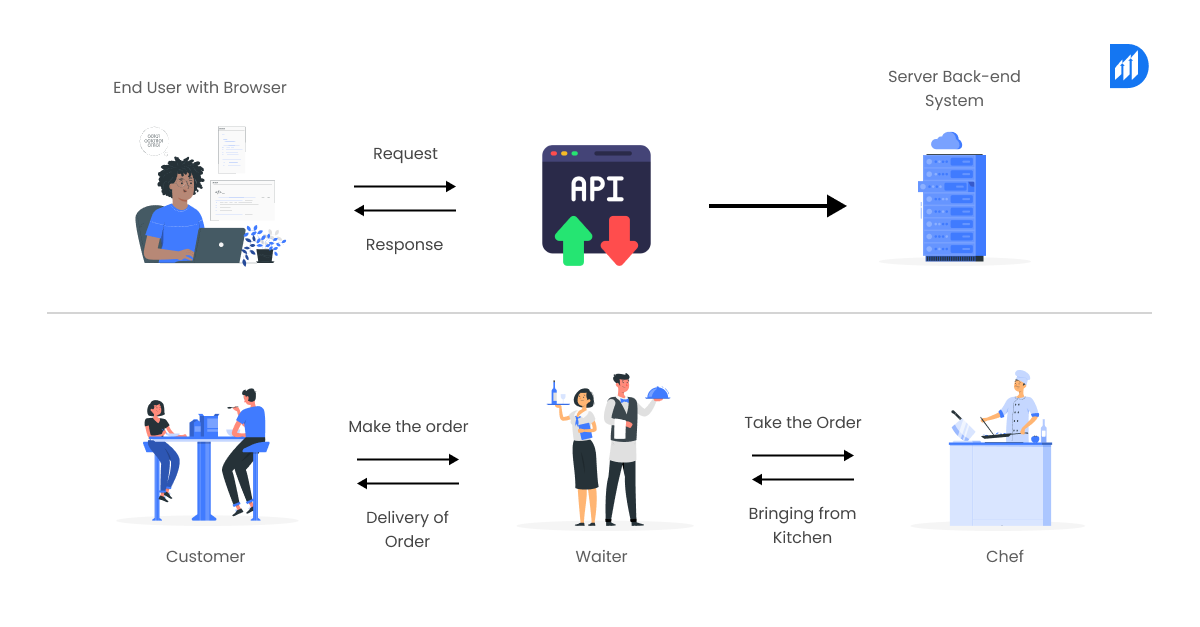 End User with Browser
Server Back-end
System
Request
API
Response
Make the order
Take the Order
Delivery of
Order
Bringing from
Kitchen
Customer
Waiter
Chef